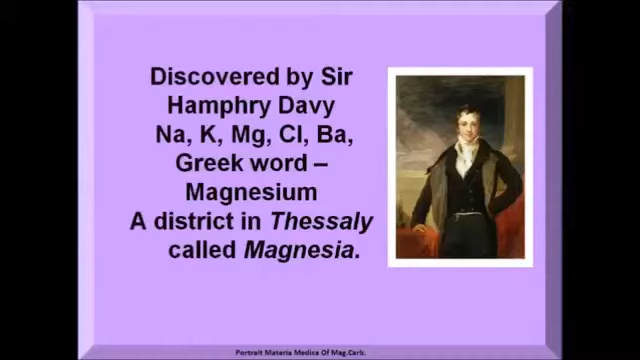 Discovered by Sir
Hamphry Davy
Na, K, Mg, Cl, Ba,
Greek word –
Magnesium
A district in Thessaly
called Magnesia.
Portrait Materia Medica Of Mag.Carb.